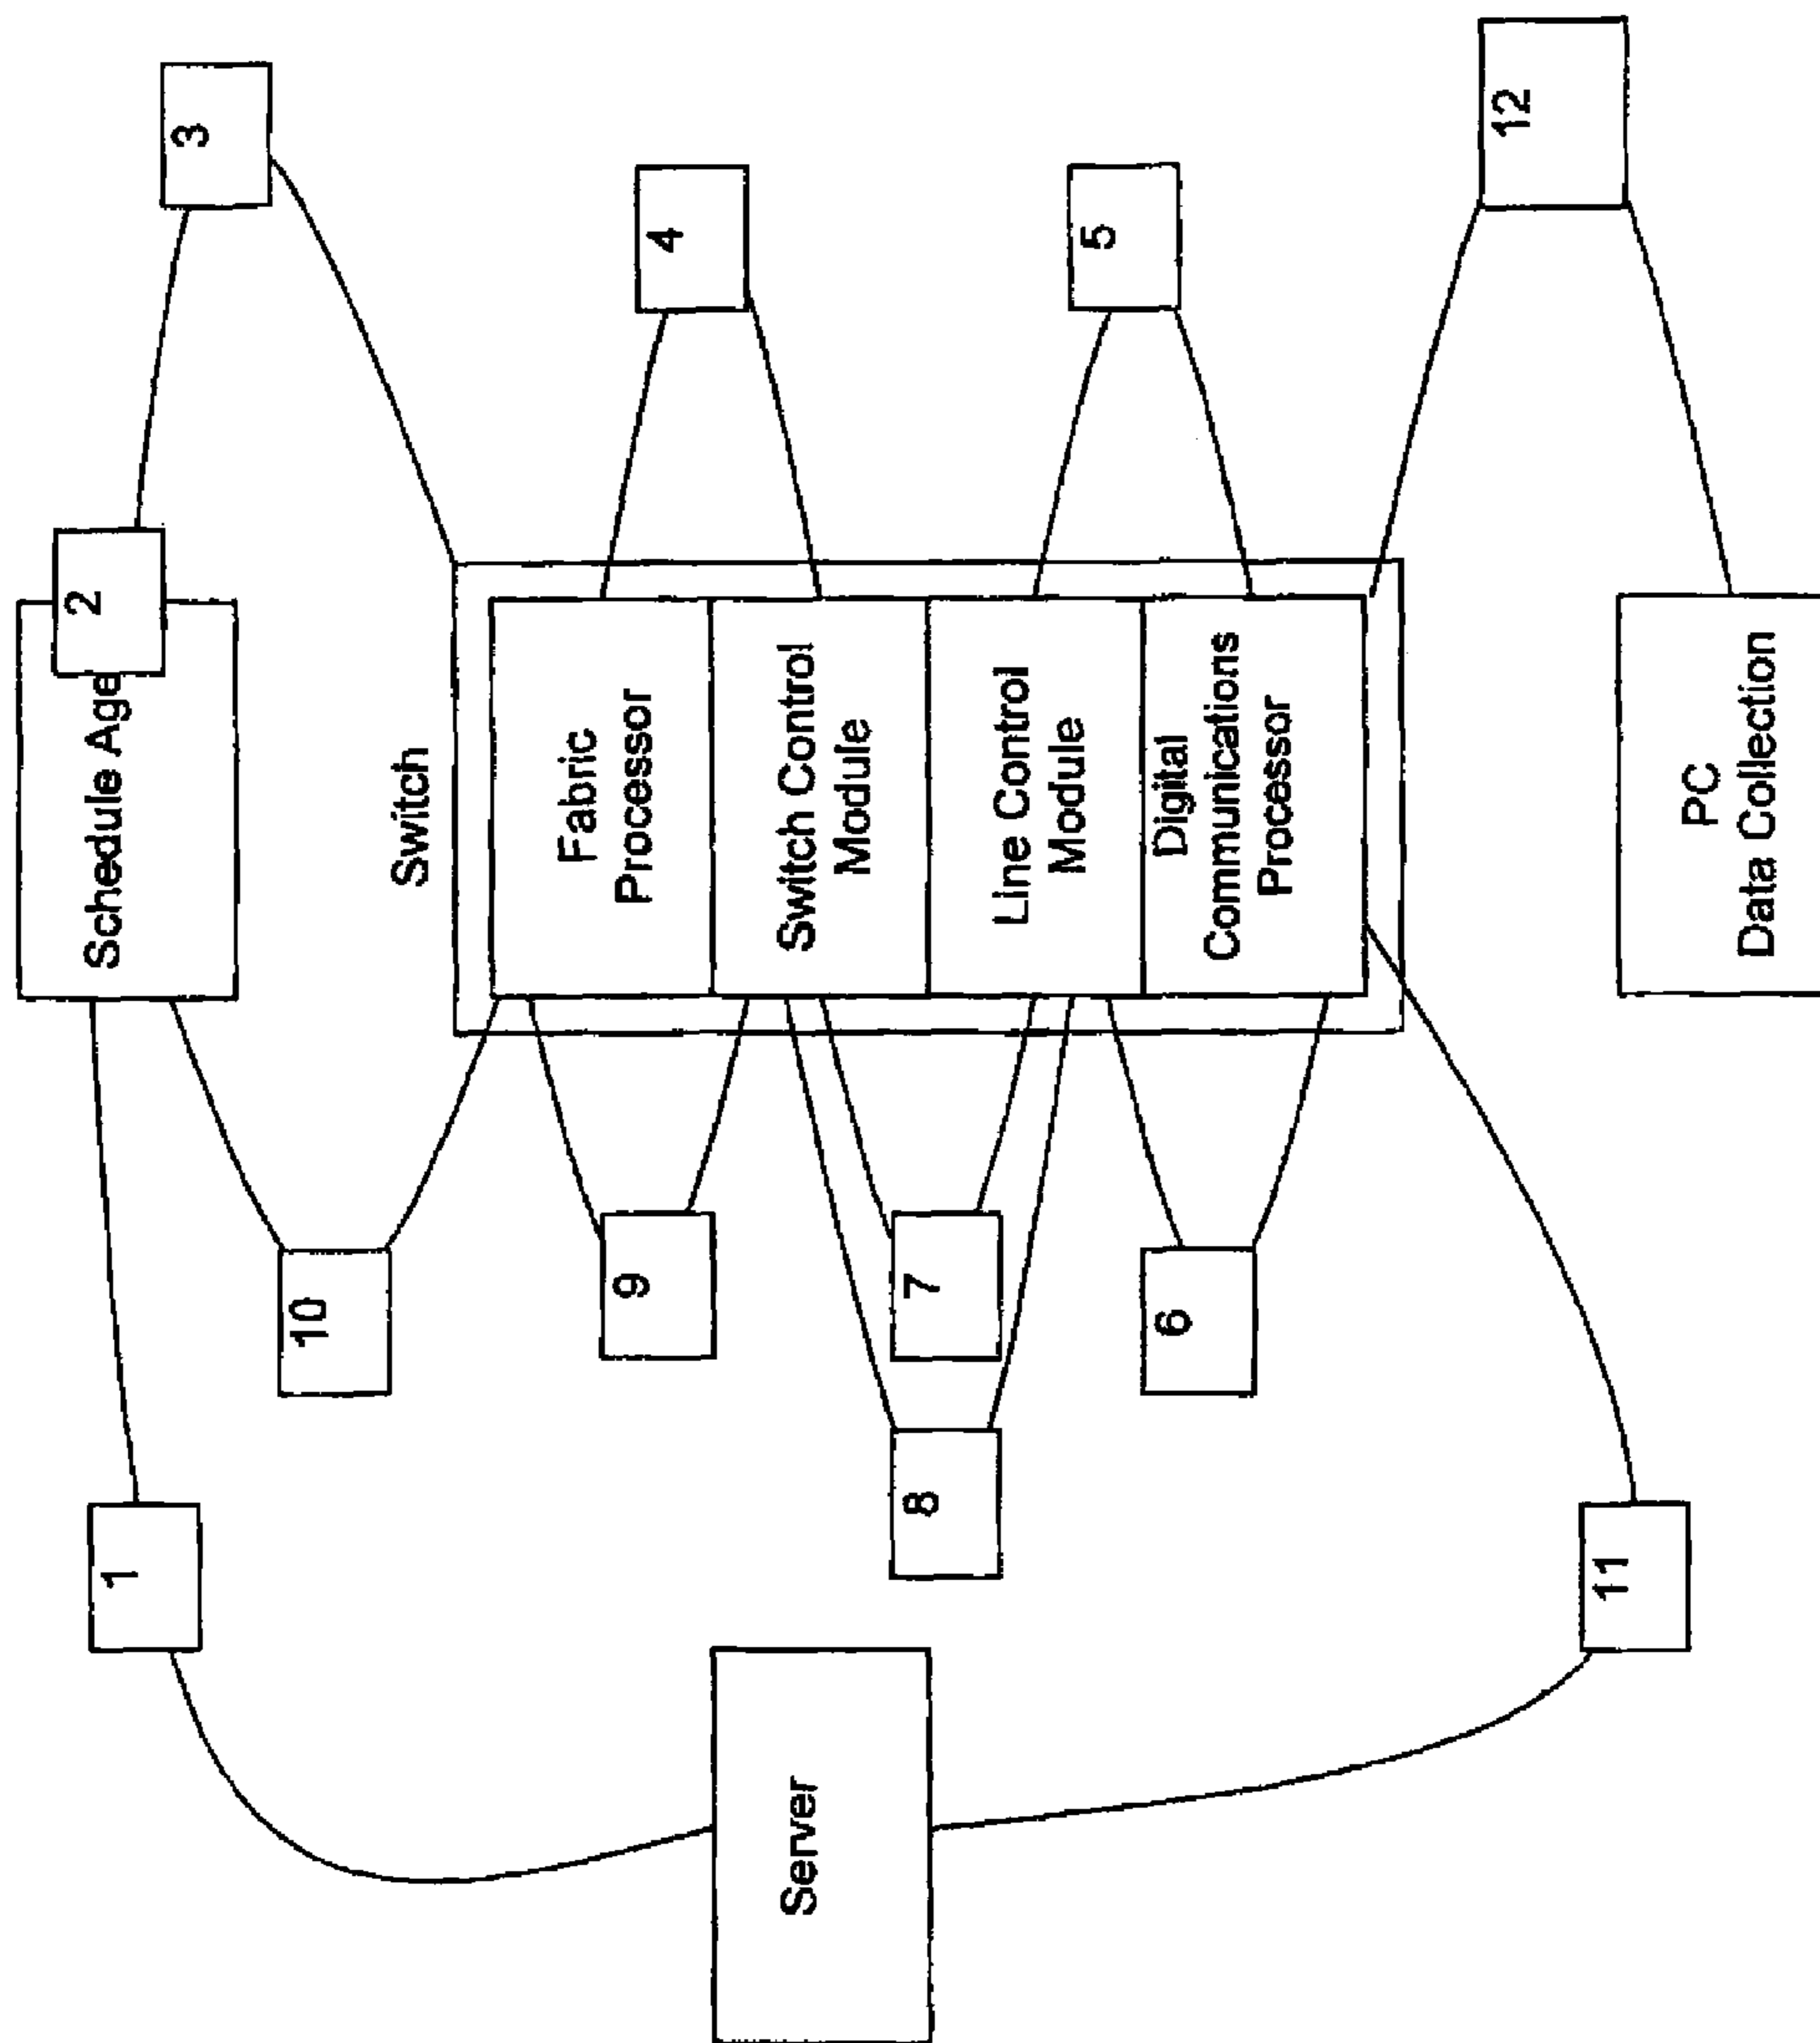 Schedule Age
2
3
1
10
Switch
Fabric
Processor
Switch Control
Module
Line Control
Module
Digital
Communications
Processor
4
5
9
7
8
6
Server
11
12
PC
Data Collection